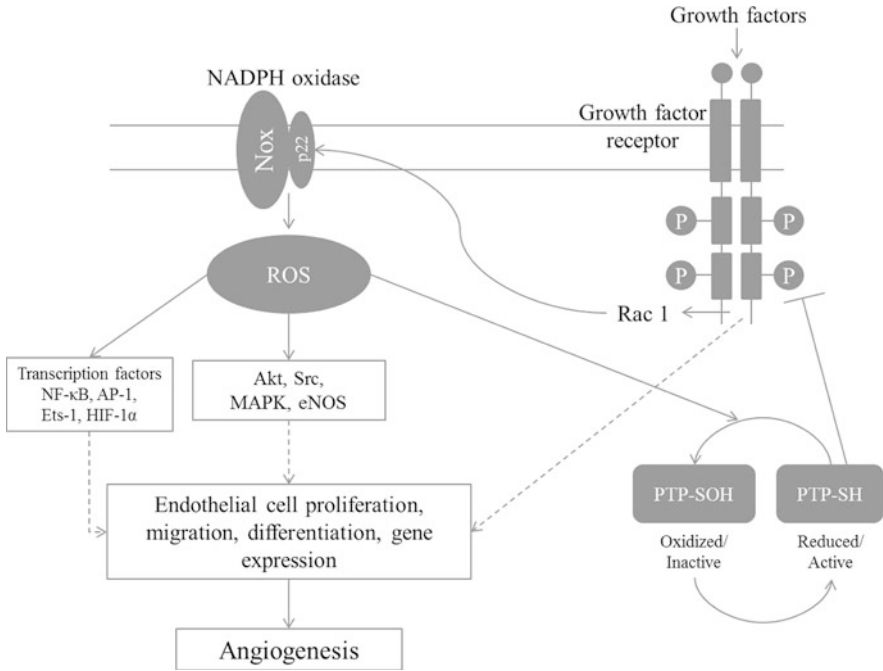 Growth factors
NADPH oxidase
Growth factor
receptor
Nox
p22
P
P
P
P
ROS
Rac 1
Transcription factors
NF-κB, AP-1,
Ets-1, HIF-1α
Akt, Src,
MAPK, eNOS
PTP-SOH
PTP-SH
Oxidized/
Inactive
Reduced/
Active
Endothelial cell proliferation,
migration, differentiation, gene
expression
Angiogenesis